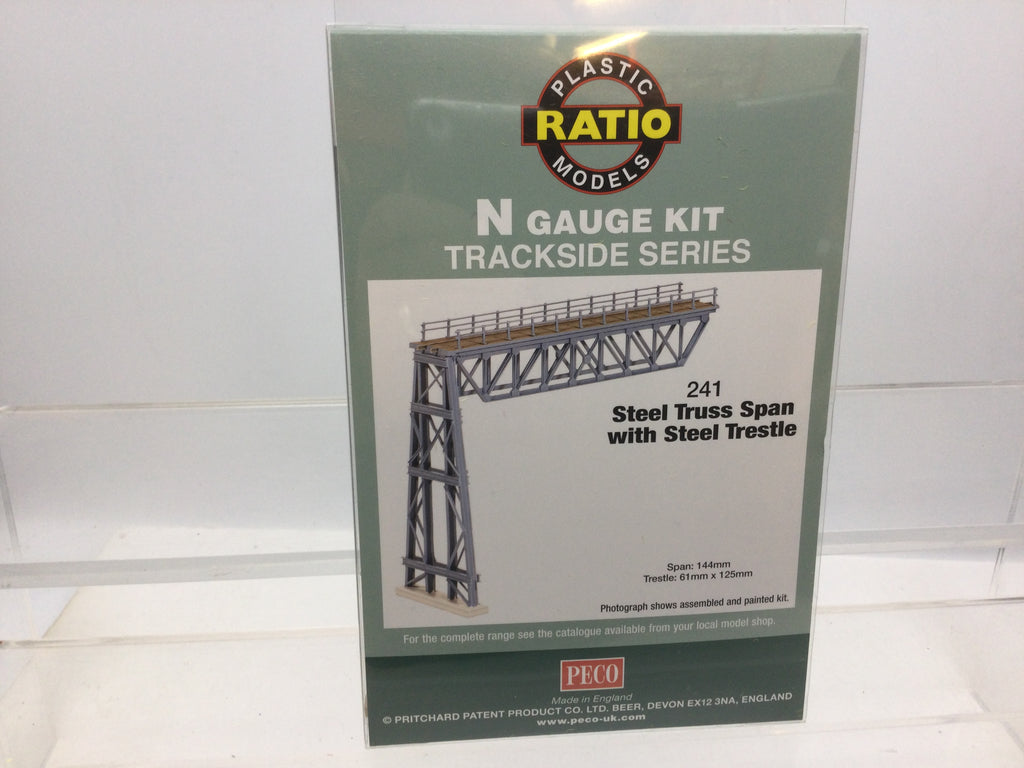 PLASTIC
RATIO
MODELS
N GAUGE KIT
TRACKSIDE SERIES
241
Steel Truss Span
with Steel Trestle
Span: 144mm
Trestle: 61mm x 125mm
Photograph shows assembled and painted kit.
For the complete range see the catalogue available from your local model shop.
PECO
Made in England
© PRITCHARD PATENT PRODUCT CO. LTD. BEER, DEVON EX12 3NA, ENGLAND
www.peco-uk.com